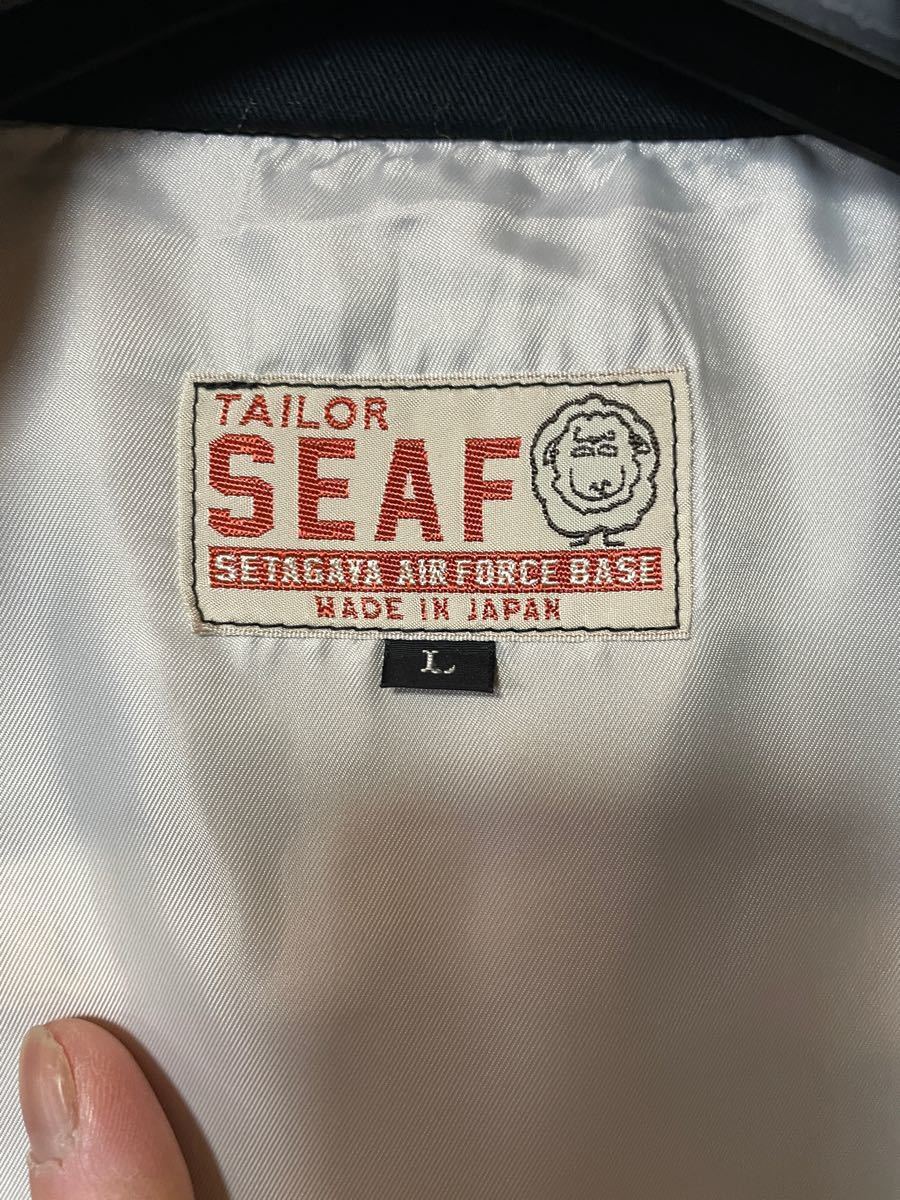 TAILOR
SEAF
SETAGAYA AIR FORCE BASE
MADE IN JAPAN
L